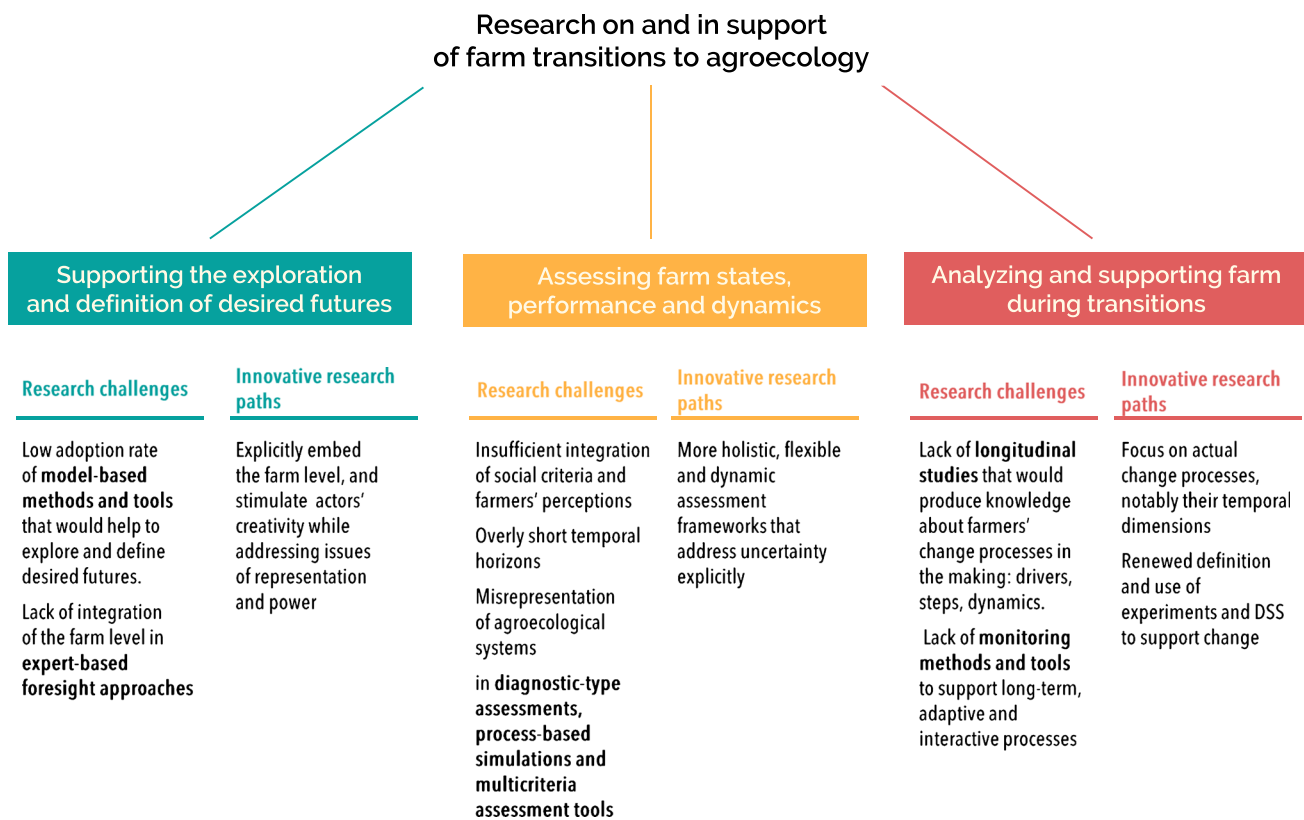 Research on and in support
of farm transitions to agroecology
Supporting the exploration
and definition of desired futures
Research challenges
Low adoption rate
of model-based
methods and tools
that would help to
explore and define
desired futures.
Lack of integration
of the farm level in
expert-based
foresight approaches
Innovative research
paths
Explicitly embed
the farm level, and
stimulate actors'
creativity while
addressing issues
of representation
and power
Assessing farm states,
performance and dynamics
Research challenges
Insufficient integration
of social criteria and
farmers' perceptions
Overly short temporal
horizons
Misrepresentation
of agroecological
systems
in diagnostic-type
assessments,
process-based
simulations and
multicriteria
assessment tools
Innovative research
paths
More holistic, flexible
and dynamic
assessment
frameworks that
address uncertainty
explicitly
Analyzing and supporting farm
during transitions
Research challenges
Lack of longitudinal
studies that would
produce knowledge
about farmers'
change processes in
the making: drivers,
steps, dynamics.
Lack of monitoring
methods and tools
to support long-term,
adaptive and
interactive processes
Innovative research
paths
Focus on actual
change processes,
notably their temporal
dimensions
Renewed definition
and use of
experiments and DSS
to support change